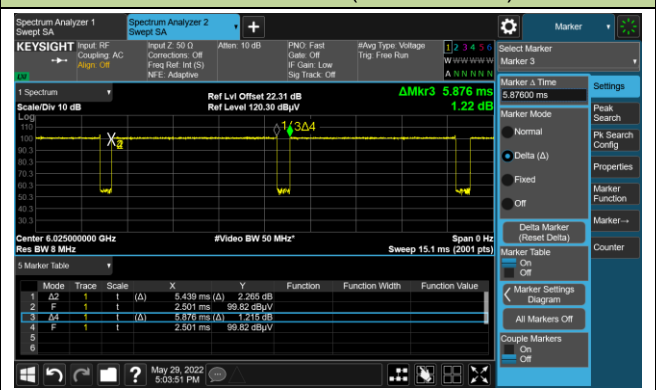 Spectrum Analyzer 1
Swept SA
Spectrum Analyzer 2
Swept SA
Marker
KEYSIGHT
Input: RF
Coupling: AC
Align: Off
Input Z: 50 Ω
Corrections: Off
Freq Ref: Int (S)
NFE: Adaptive
Atten: 10 dB
PNO: Fast
Gate: Off
IF Gain: Low
Sig Track: Off
#Avg Type: Voltage
Trig: Free Run
1 2 3 4 5 6
W W W W W W
A N N N N N
Select Marker
Marker 3
1 Spectrum
Scale/Div 10 dB
Ref Lvl Offset 22.31 dB
Ref Level 120.30 dBµV
ΔMkr3 5.876 ms
1.22 dB
Log
110
100
90.3
80.3
70.3
60.3
50.3
40.3
30.3
X2
1/3Δ4
Center 6.025000000 GHz
Res BW 8 MHz
#Video BW 50 MHz*
Span 0 Hz
Sweep 15.1 ms (2001 pts)
5 Marker Table
Mode Trace Scale X Y Function Function Width Function Value
1 Δ2 1 t (Δ) 5.439 ms (Δ) 2.265 dB
2 F 1 t 2.501 ms 99.82 dBµV
3 Δ4 1 t (Δ) 5.876 ms (Δ) 1.215 dB
4 F 1 t 2.501 ms 99.82 dBµV
5
6
Marker Δ Time
5.87600 ms
Marker Mode
Normal
Delta (Δ)
Fixed
Off
Delta Marker
(Reset Delta)
Marker Table
On
Off
Marker Settings
Diagram
All Markers Off
Couple Markers
On
Off
Settings
Peak
Search
Pk Search
Config
Properties
Marker
Function
Marker→
Counter
?
May 29, 2022
5:03:51 PM